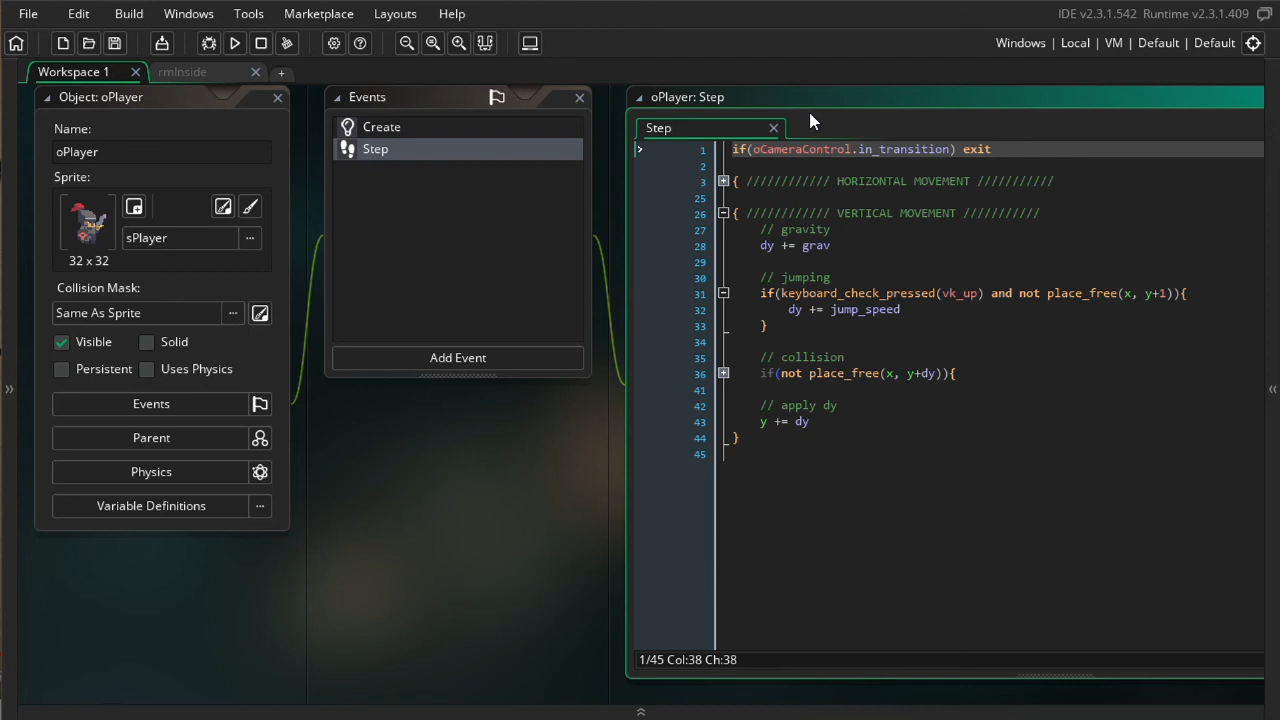 File Edit Build Windows Tools Marketplace Layouts Help IDE v2.3.1.542 Runtime v2.3.1.409
Windows | Local | VM | Default | Default
Workspace 1 rmInside
Object: oPlayer
Name:
oPlayer
Sprite:
sPlayer
32 x 32
Collision Mask:
Same As Sprite
Visible Solid
Persistent Uses Physics
Events
Parent
Physics
Variable Definitions
Events
Create
Step
Add Event
oPlayer: Step
Step
1 if(oCameraControl.in_transition) exit
2
3 { //////////// HORIZONTAL MOVEMENT ///////////
25
26 { //////////// VERTICAL MOVEMENT ///////////
27 // gravity
28 dy += grav
29
30 // jumping
31 if(keyboard_check_pressed(vk_up) and not place_free(x, y+1){
32 dy += jump_speed
33 }
34
35 // collision
36 if(not place_free(x, y+dy)){
41
42 // apply dy
43 y += dy
44 }
45
1/45 Col:38 Ch:38